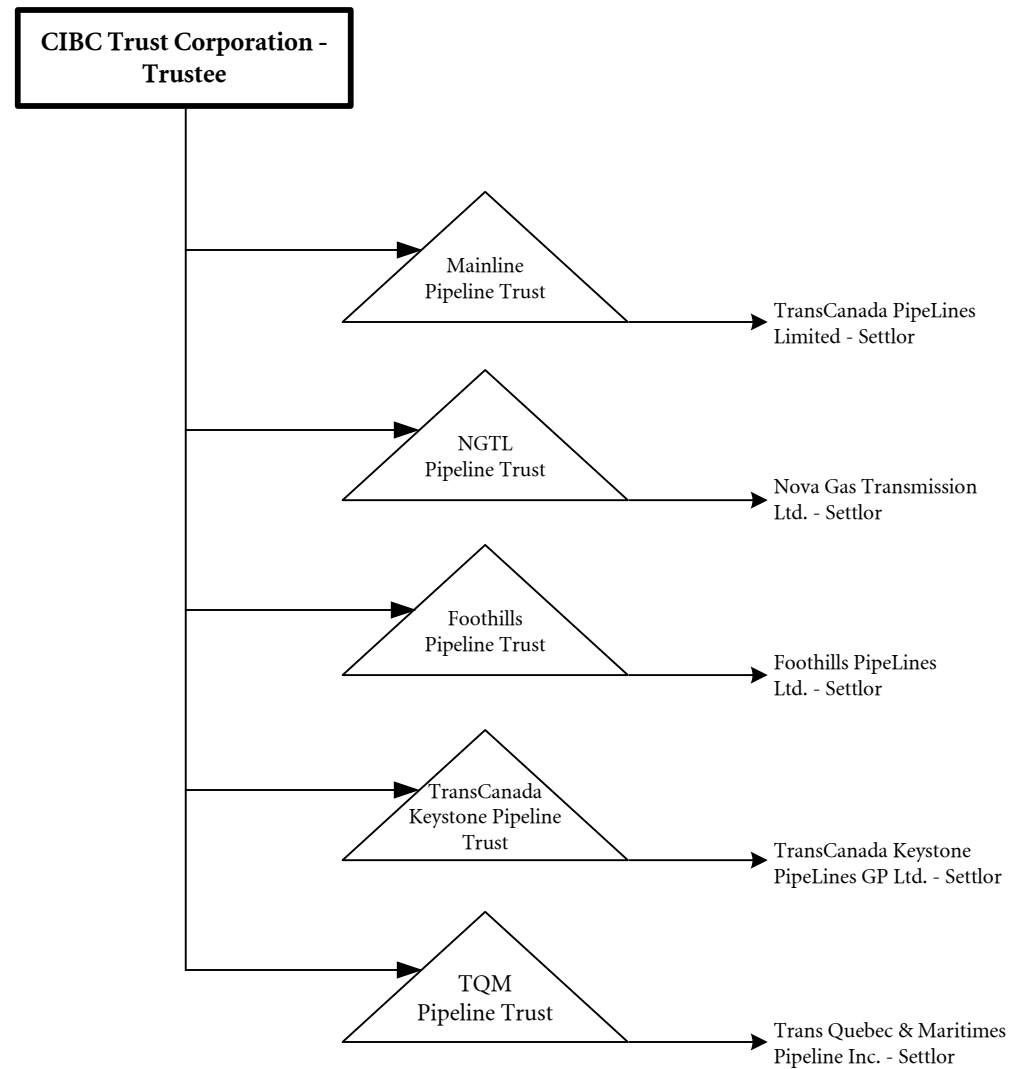 CIBC Trust Corporation -
Trustee
Mainline
Pipeline Trust
TransCanada PipeLines
Limited - Settlor
NGTL
Pipeline Trust
Nova Gas Transmission
Ltd. - Settlor
Foothills
Pipeline Trust
Foothills PipeLines
Ltd. - Settlor
TransCanada
Keystone Pipeline
Trust
TransCanada Keystone
PipeLines GP Ltd. - Settlor
TQM
Pipeline Trust
Trans Quebec & Maritimes
Pipeline Inc. - Settlor